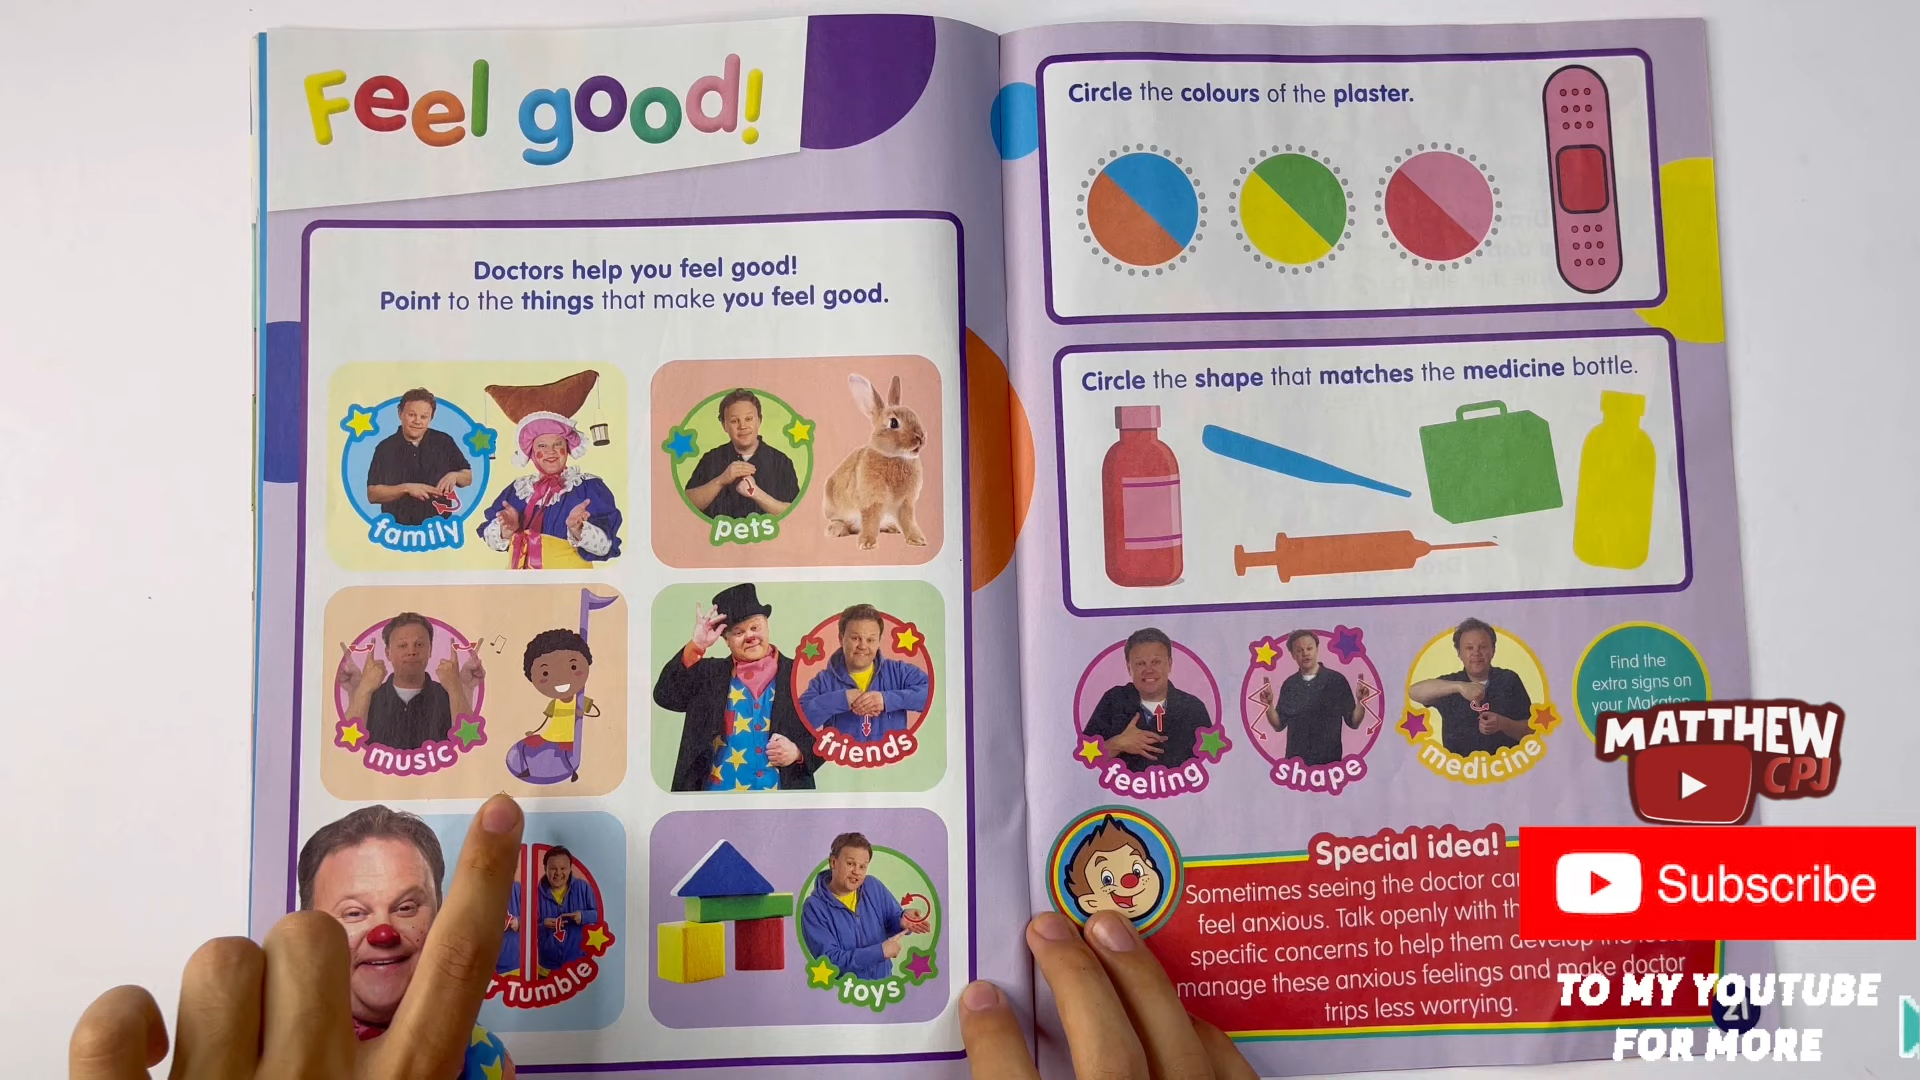 Feel good!
Doctors help you feel good!
Point to the things that make you feel good.
family
pets
music
friends
Tumble
toys
Circle the colours of the plaster.
Circle the shape that matches the medicine bottle.
feeling
shape
medicine
Find the
extra signs on
your Makaton
Special idea!
Sometimes seeing the doctor
feel anxious. Talk openly with
specific concerns to help them develop
manage these anxious feelings and make doctor
trips less worrying.
21
MATTHEW
CPJ
Subscribe
TO MY YOUTUBE
FOR MORE